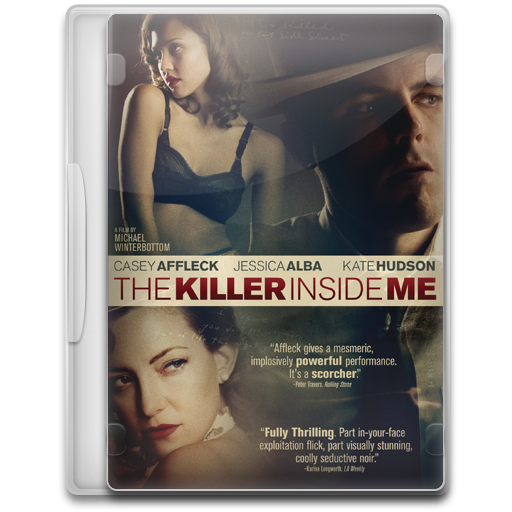 A FILM BY
MICHAEL
WINTERBOTTOM
CASEY AFFLECK JESSICA ALBA KATE HUDSON
THE KILLER INSIDE ME
"Affleck gives a mesmeric,
implosively powerful performance.
It's a scorcher."
-Peter Travers, Rolling Stone
"Fully Thrilling. Part in-your-face
exploitation flick, part visually stunning,
coolly seductive noir."
-Karina Longworth, LA Weekly